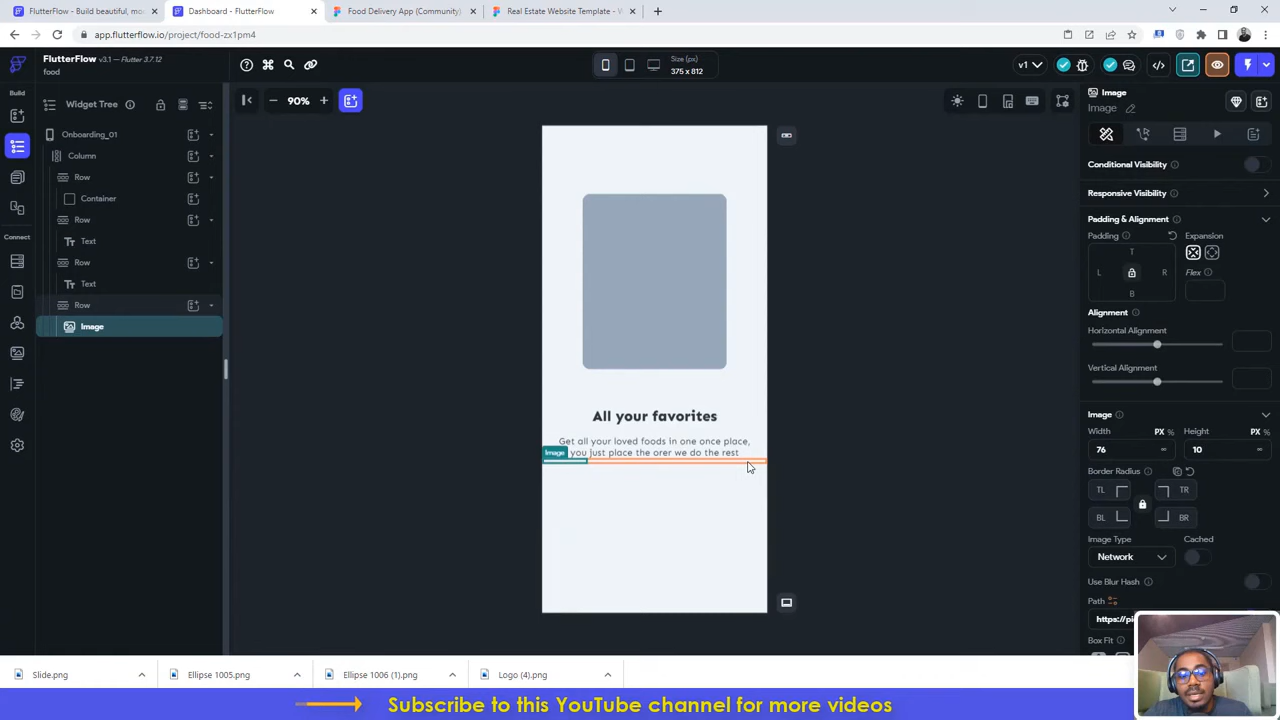 FlutterFlow - Build beautiful, mo
Dashboard - FlutterFlow
Food Delivery App (Community)
Real Estate Website Template - W
app.flutterflow.io/project/food-zx1pm4
FlutterFlow v3.1 – Flutter 3.7.12
food
Size (px)
375 x 812
v1
Build
Widget Tree
90%
Image
Image
Onboarding_01
Column
Row
Container
Row
Text
Row
Text
Row
Image
Connect
Conditional Visibility
Responsive Visibility
Padding & Alignment
Padding
Expansion
T
L
R
B
Flex
Alignment
Horizontal Alignment
Vertical Alignment
Image
Width
PX %
Height
PX %
76
10
Border Radius
TL
TR
BL
BR
Image Type
Cached
Network
Use Blur Hash
Path
https://pi
Box Fit
All your favorites
Get all your loved foods in one once place,
you just place the orer we do the rest
Image
Slide.png
Ellipse 1005.png
Ellipse 1006 (1).png
Logo (4).png
Subscribe to this YouTube channel for more videos